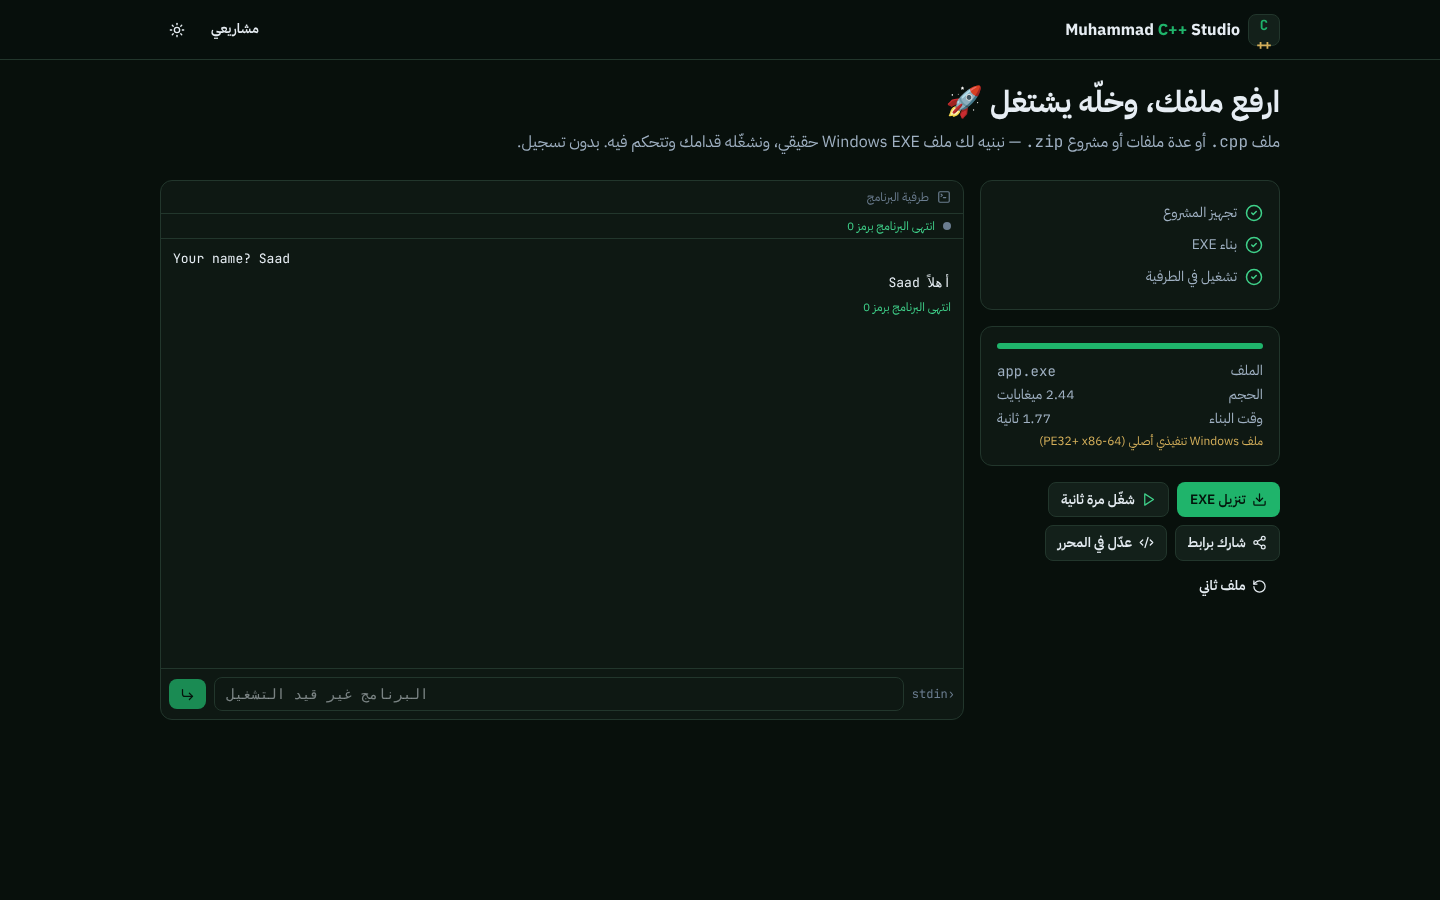 Muhammad C++ Studio
C
++
مشاريعي
ارفع ملفك، وخلّه يشتغل 🚀
ملف .cpp أو عدة ملفات أو مشروع .zip — نبنيه لك ملف Windows EXE حقيقي، ونشغّله قدامك وتتحكم فيه. بدون تسجيل.
تجهيز المشروع
بناء EXE
تشغيل في الطرفية
الملف app.exe
الحجم 2.44 ميغابايت
وقت البناء 1.77 ثانية
ملف Windows تنفيذي أصلي (PE32+ x86-64)
تنزيل EXE
شغّل مرة ثانية
شارك برابط
عدّل في المحرر
ملف ثاني
طرفية البرنامج
انتهى البرنامج برمز 0
Your name? Saad
أهلاً Saad
انتهى البرنامج برمز 0
stdin›
البرنامج غير قيد التشغيل